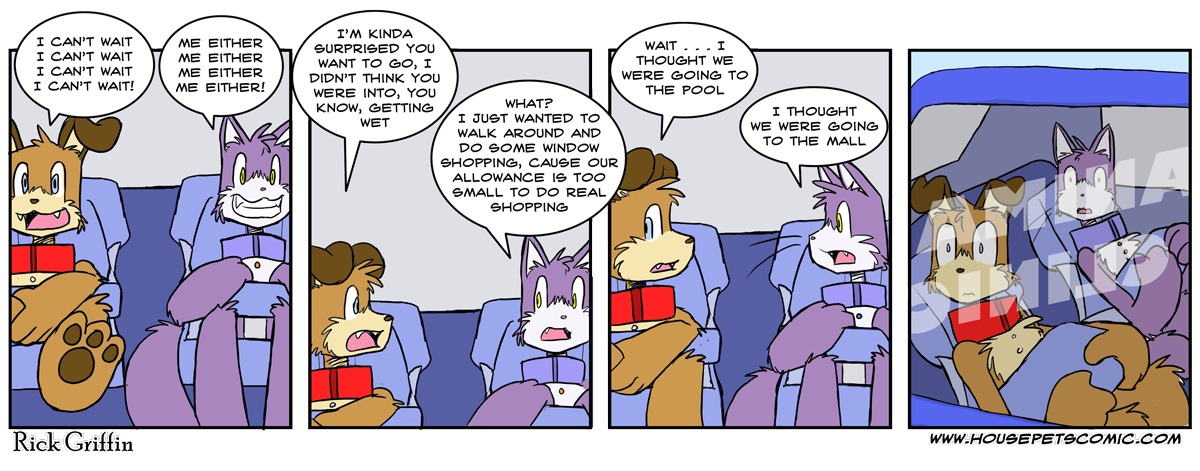 I CAN'T WAIT
I CAN'T WAIT
I CAN'T WAIT
I CAN'T WAIT!
ME EITHER
ME EITHER
ME EITHER
ME EITHER!
I'M KINDA
SURPRISED YOU
WANT TO GO, I
DIDN'T THINK YOU
WERE INTO, YOU
KNOW, GETTING
WET
WHAT?
I JUST WANTED TO
WALK AROUND AND
DO SOME WINDOW
SHOPPING, CAUSE OUR
ALLOWANCE IS TOO
SMALL TO DO REAL
SHOPPING
WAIT . . . I
THOUGHT WE
WERE GOING TO
THE POOL
I THOUGHT
WE WERE GOING
TO THE MALL
Rick Griffin
WWW.HOUSEPETSCOMIC.COM